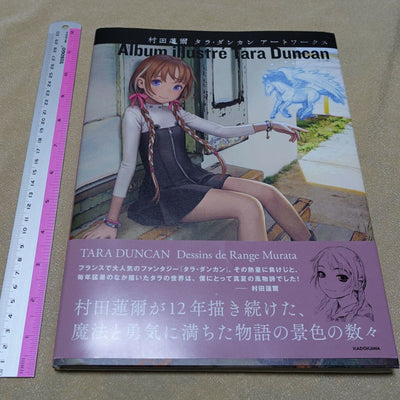 村田蓮爾 タラ・ダンカン アートワークス
Album illustré Tara Duncan
TARA DUNCAN Dessins de Range Murata
フランスで大人気のファンタジー「タラ・ダンカン」。その熱量に負けじと、
毎年猛暑のなか描いたタラの世界は、僕にとって真夏の風物詩でした!
── 村田蓮爾
村田蓮爾が12年描き続けた、
魔法と勇気に満ちた物語の景色の数々
KADOKAWA